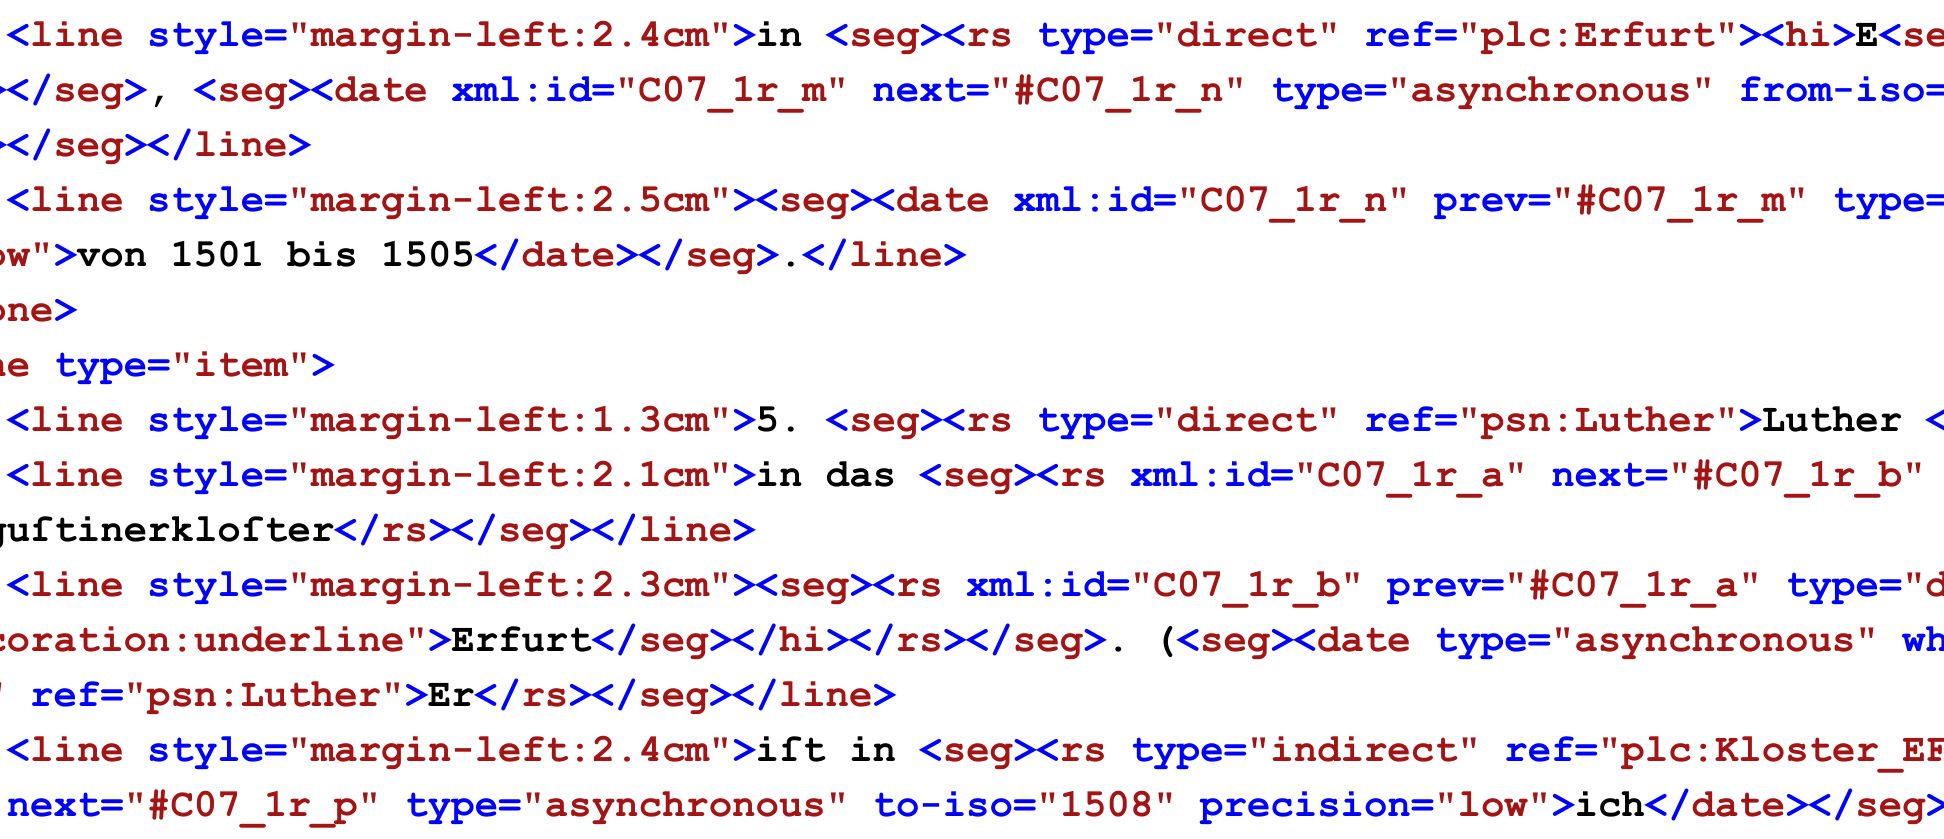 <line style="margin-left:2.4cm">in <seg><rs type="direct" ref="plc:Erfurt"><hi>E<se
></seg>, <seg><date xml:id="C07_1r_m" next="#C07_1r_n" type="asynchronous" from-iso=
></seg></line>
<line style="margin-left:2.5cm"><seg><date xml:id="C07_1r_n" prev="#C07_1r_m" type=
ow">von 1501 bis 1505</date></seg>.</line>
one>
ne type="item">
<line style="margin-left:1.3cm">5. <seg><rs type="direct" ref="psn:Luther">Luther <
<line style="margin-left:2.1cm">in das <seg><rs xml:id="C07_1r_a" next="#C07_1r_b"
guſtinerkloſter</rs></seg></line>
<line style="margin-left:2.3cm"><seg><rs xml:id="C07_1r_b" prev="#C07_1r_a" type="d
coration:underline">Erfurt</seg></hi></rs></seg>. (<seg><date type="asynchronous" wh
" ref="psn:Luther">Er</rs></seg></line>
<line style="margin-left:2.4cm">iſt in <seg><rs type="indirect" ref="plc:Kloster_EF
next="#C07_1r_p" type="asynchronous" to-iso="1508" precision="low">ich</date></seg>